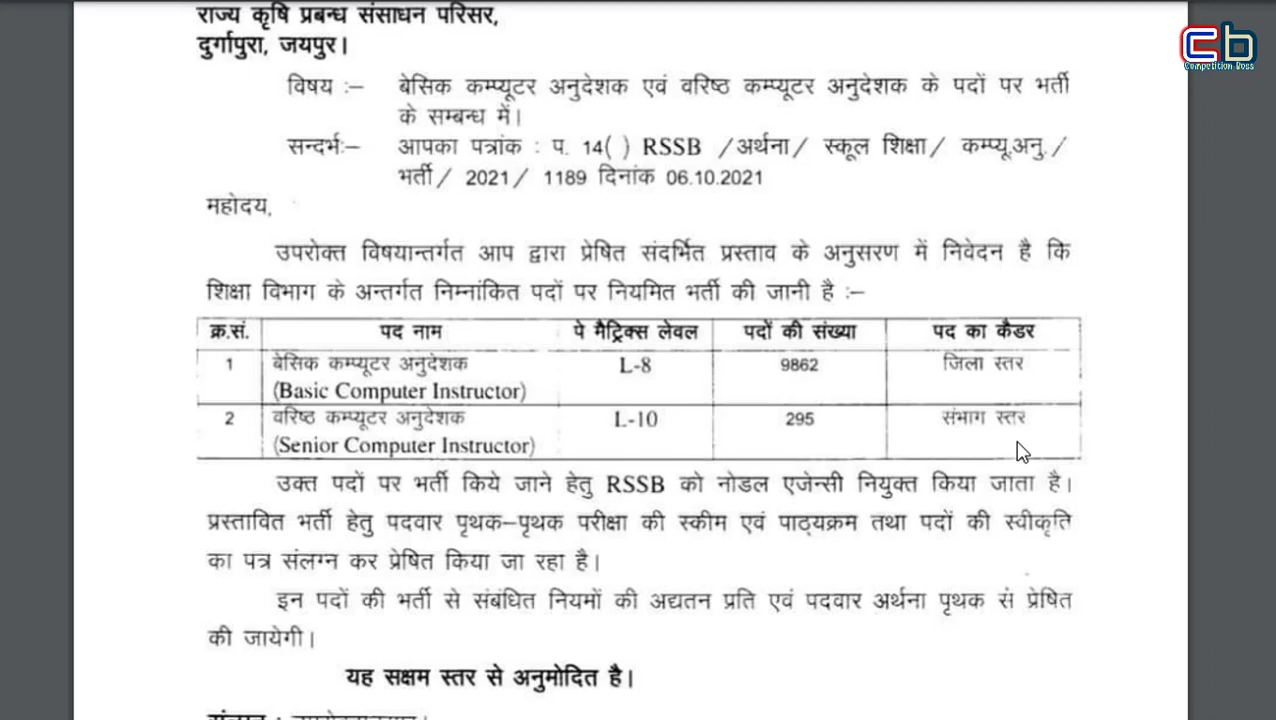 राज्य कृषि प्रबन्ध संसाधन परिसर,
दुर्गापुरा, जयपुर।
cb
Competition Boss
विषय :– बेसिक कम्प्यूटर अनुदेशक एवं वरिष्ठ कम्प्यूटर अनुदेशक के पदों पर भर्ती
के सम्बन्ध में।
सन्दर्भः– आपका पत्रांक : प. 14( ) RSSB /अर्थना/ स्कूल शिक्षा/ कम्प्यू.अनु./
भर्ती/ 2021/ 1189 दिनांक 06.10.2021
महोदय,
उपरोक्त विषयान्तर्गत आप द्वारा प्रेषित संदर्भित प्रस्ताव के अनुसरण में निवेदन है कि
शिक्षा विभाग के अन्तर्गत निम्नांकित पदों पर नियमित भर्ती की जानी है :–
क्र.सं. पद नाम पे मैट्रिक्स लेवल पदों की संख्या पद का कैडर
1 बेसिक कम्प्यूटर अनुदेशक L-8 9862 जिला स्तर
(Basic Computer Instructor)
2 वरिष्ठ कम्प्यूटर अनुदेशक L-10 295 संभाग स्तर
(Senior Computer Instructor)
उक्त पदों पर भर्ती किये जाने हेतु RSSB को नोडल एजेन्सी नियुक्त किया जाता है।
प्रस्तावित भर्ती हेतु पदवार पृथक–पृथक परीक्षा की स्कीम एवं पाठ्यक्रम तथा पदों की स्वीकृति
का पत्र संलग्न कर प्रेषित किया जा रहा है।
इन पदों की भर्ती से संबंधित नियमों की अद्यतन प्रति एवं पदवार अर्थना पृथक से प्रेषित
की जायेगी।
यह सक्षम स्तर से अनुमोदित है।